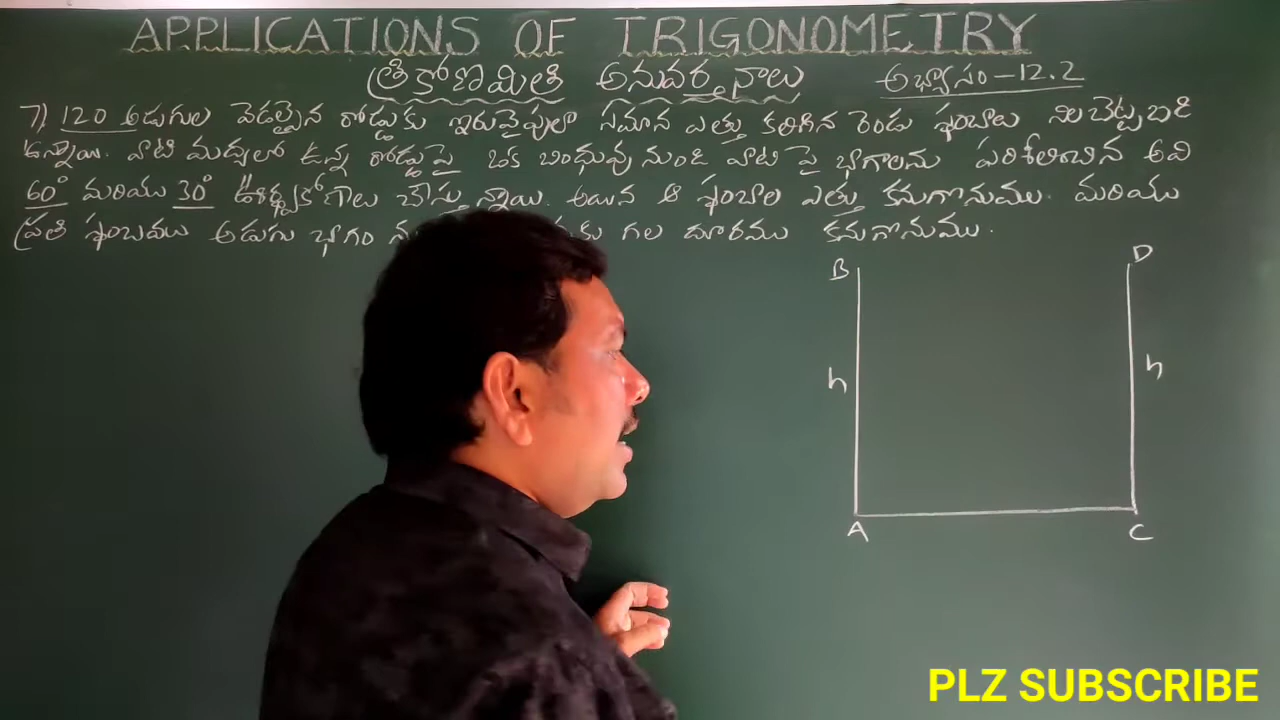 APPLICATIONS OF TRIGONOMETRY
త్రికోణమితి అనువర్తనాలు అభ్యాసం-12.2
7) 120 అడుగుల వెడల్పైన రోడ్డుకు ఇరువైపులా సమాన ఎత్తు కలిగిన రెండు స్థంబాలు నిలబెట్టబడి
ఉన్నాయి. వాటి మద్యలో ఉన్న రోడ్డుపై ఒక బింధువు నుండి వాటి పై భాగాలను పరిశీలించిన అవి
60° మరియు 30° ఊర్ధ్వకోణాలు చేస్తున్నాయి. అయిన ఆ స్థంబాల ఎత్తు కనుగొనుము. మరియు
ప్రతి స్థంబము అడుగు భాగం కు గల దూరము కనుగొనుము.
B D
h h
A C
PLZ SUBSCRIBE